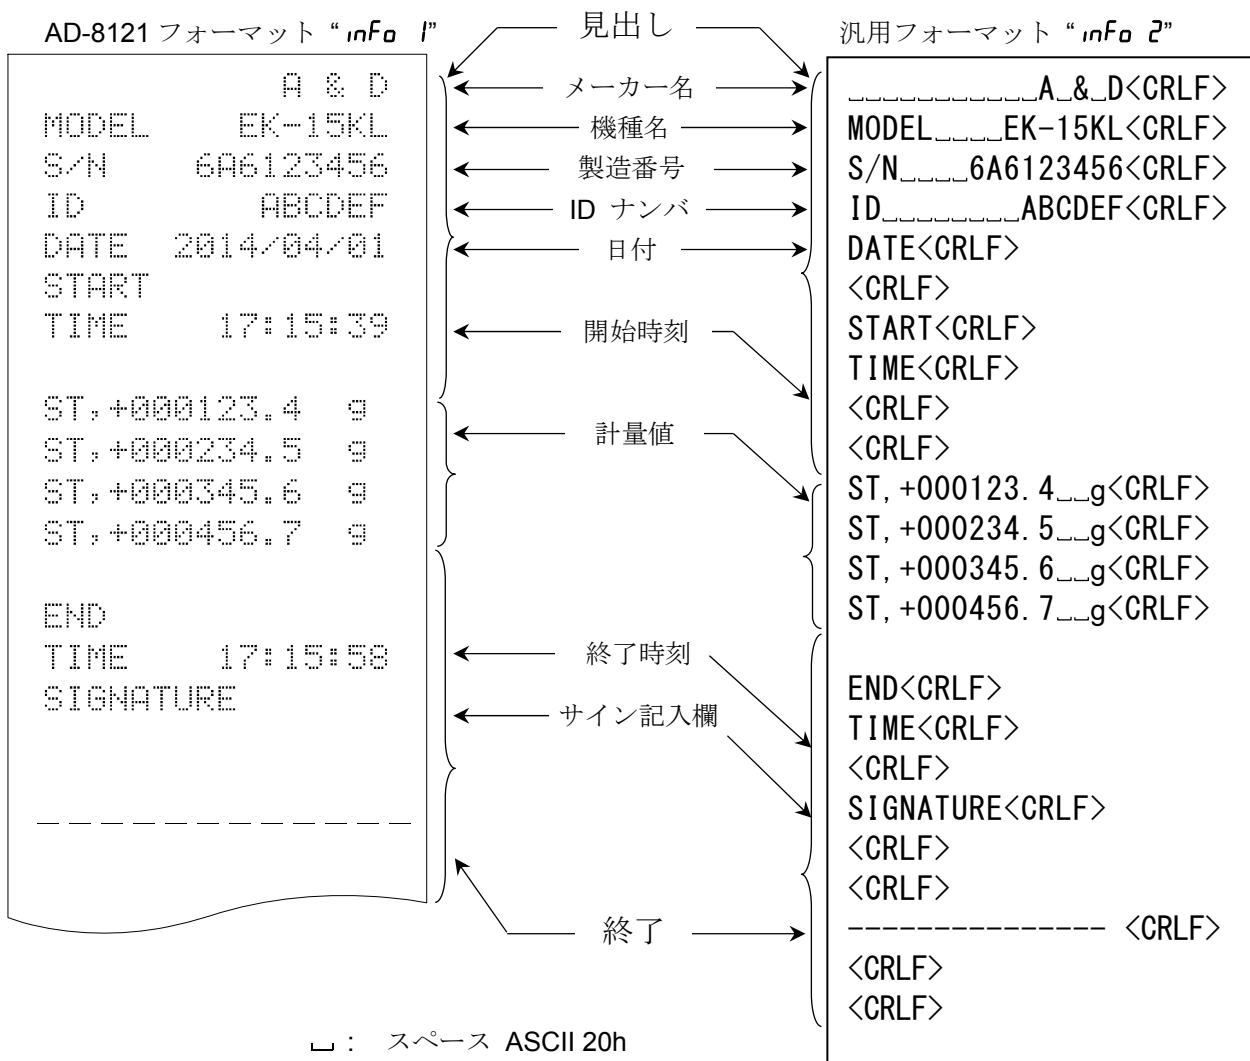 AD-8121 フォーマット “info 1”
A & D
MODEL EK-15KL
S/N 6A6123456
ID ABCDEF
DATE 2014/04/01
START
TIME 17:15:39
ST,+000123.4 g
ST,+000234.5 g
ST,+000345.6 g
ST,+000456.7 g
END
TIME 17:15:58
SIGNATURE
_ _ _ _ _ _ _ _ _ _ _ _
見出し
メーカー名
機種名
製造番号
ID ナンバ
日付
開始時刻
計量値
終了時刻
サイン記入欄
終了
汎用フォーマット “info 2”
␣␣␣␣␣␣␣␣␣␣␣A␣&␣D<CRLF>
MODEL␣␣␣␣EK-15KL<CRLF>
S/N␣␣␣␣6A6123456<CRLF>
ID␣␣␣␣␣␣␣␣ABCDEF<CRLF>
DATE<CRLF>
<CRLF>
START<CRLF>
TIME<CRLF>
<CRLF>
<CRLF>
ST,+000123.4␣␣g<CRLF>
ST,+000234.5␣␣g<CRLF>
ST,+000345.6␣␣g<CRLF>
ST,+000456.7␣␣g<CRLF>
END<CRLF>
TIME<CRLF>
<CRLF>
SIGNATURE<CRLF>
<CRLF>
<CRLF>
--------------- <CRLF>
<CRLF>
<CRLF>
␣ : スペース ASCII 20h